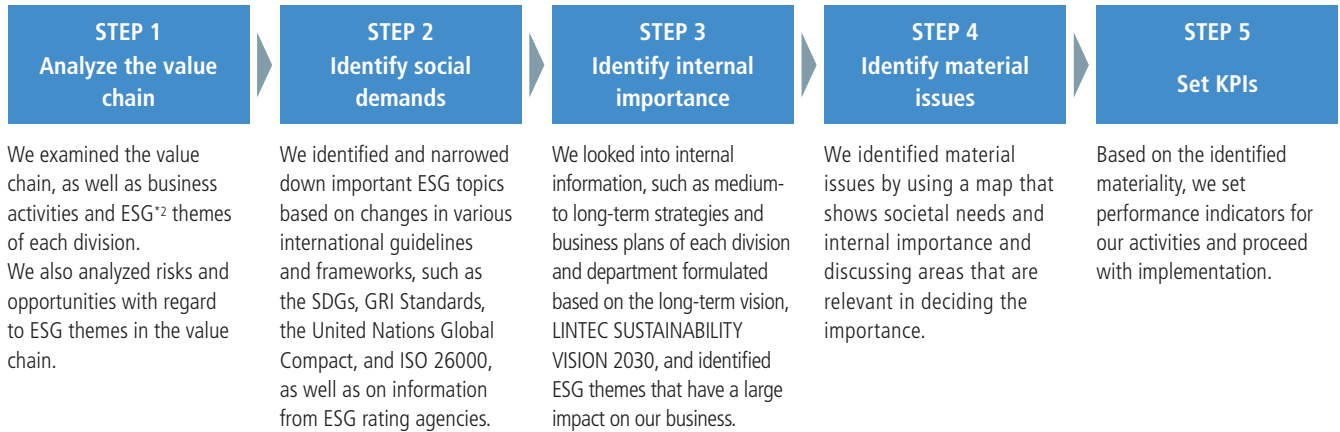 STEP 1
Analyze the value
chain
We examined the value
chain, as well as business
activities and ESG*2 themes
of each division.
We also analyzed risks and
opportunities with regard
to ESG themes in the value
chain.
STEP 2
Identify social
demands
We identified and narrowed
down important ESG topics
based on changes in various
international guidelines
and frameworks, such as
the SDGs, GRI Standards,
the United Nations Global
Compact, and ISO 26000,
as well as on information
from ESG rating agencies.
STEP 3
Identify internal
importance
We looked into internal
information, such as medium-
to long-term strategies and
business plans of each division
and department formulated
based on the long-term vision,
LINTEC SUSTAINABILITY
VISION 2030, and identified
ESG themes that have a large
impact on our business.
STEP 4
Identify material
issues
We identified material
issues by using a map that
shows societal needs and
internal importance and
discussing areas that are
relevant in deciding the
importance.
STEP 5
Set KPIs
Based on the identified
materiality, we set
performance indicators for
our activities and proceed
with implementation.